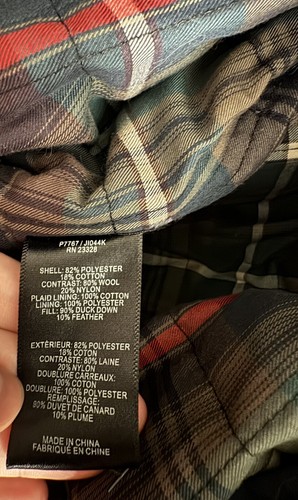 P7767 / JI044K
RN 23328
SHELL: 82% POLYESTER
18% COTTON
CONTRAST: 80% WOOL
20% NYLON
PLAID LINING: 100% COTTON
LINING: 100% POLYESTER
FILL: 90% DUCK DOWN
10% FEATHER
EXTÉRIEUR: 82% POLYESTER
18% COTON
CONTRASTE: 80% LAINE
20% NYLON
DOUBLURE CARREAUX:
100% COTON
DOUBLURE: 100% POLYESTER
REMPLISSAGE:
90% DUVET DE CANARD
10% PLUME
MADE IN CHINA
FABRIQUÉ EN CHINE